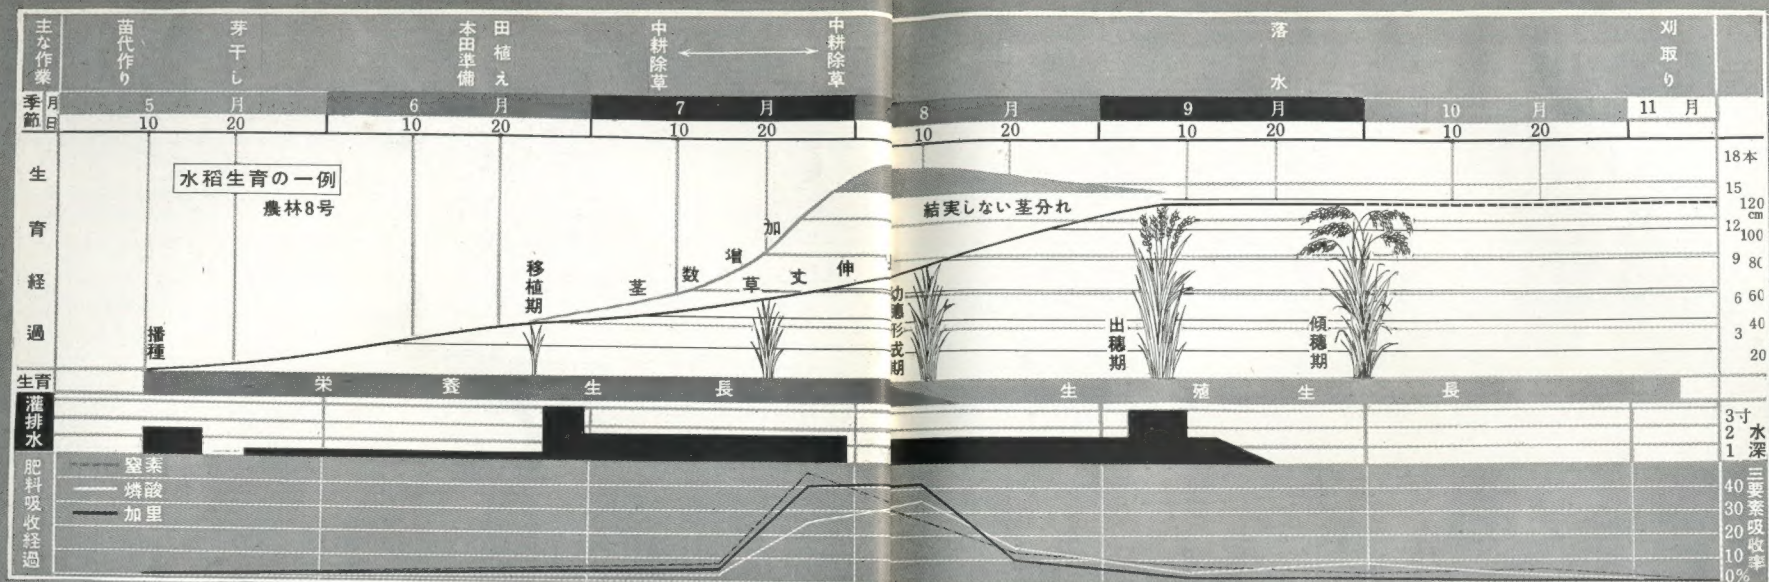 主な作業
苗代作り
芽干し
本田準備
田植え
中耕除草
中耕除草
落水
刈取り
季節
月
日
5月
6月
7月
8月
9月
10月
11月
10 20 10 20 10 20 10 20 10 20 10 20
生育経過
水稲生育の一例
農林8号
播種
移植期
茎数増加
草丈伸
幼穂形成期
結実しない茎分れ
出穂期
傾穂期
18本
15
12
9
6
3
120
cm
100
80
60
40
20
生育
栄養生長
生殖生長
灌排水
3寸
2
1
水深
肥料吸収経過
窒素
燐酸
加里
40
30
20
10
0%
三要素吸收率